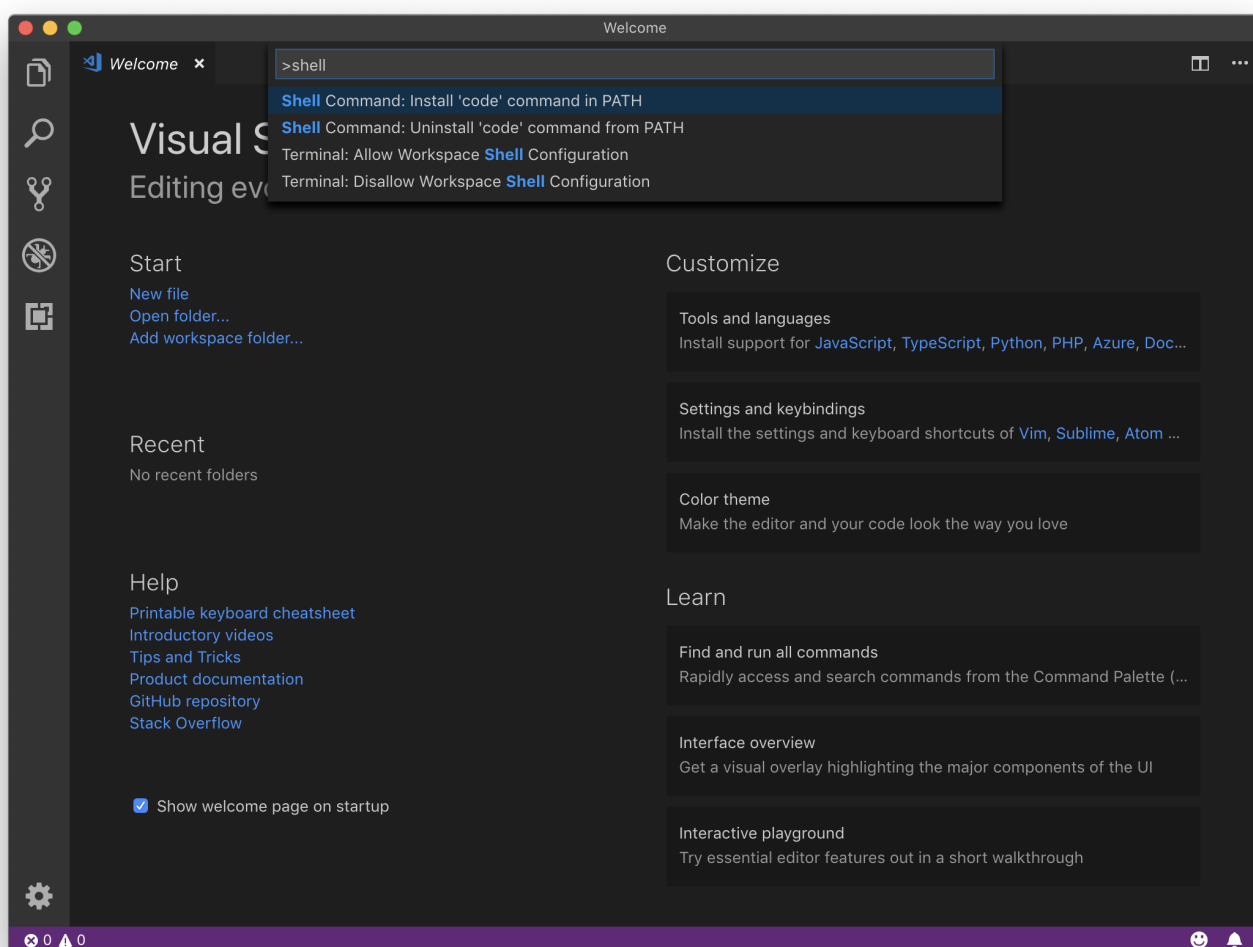 Welcome
Welcome
>shell
Shell Command: Install 'code' command in PATH
Shell Command: Uninstall 'code' command from PATH
Terminal: Allow Workspace Shell Configuration
Terminal: Disallow Workspace Shell Configuration
Visual S
Editing evo
Start
New file
Open folder...
Add workspace folder...
Recent
No recent folders
Help
Printable keyboard cheatsheet
Introductory videos
Tips and Tricks
Product documentation
GitHub repository
Stack Overflow
Show welcome page on startup
Customize
Tools and languages
Install support for JavaScript, TypeScript, Python, PHP, Azure, Doc...
Settings and keybindings
Install the settings and keyboard shortcuts of Vim, Sublime, Atom ...
Color theme
Make the editor and your code look the way you love
Learn
Find and run all commands
Rapidly access and search commands from the Command Palette (...
Interface overview
Get a visual overlay highlighting the major components of the UI
Interactive playground
Try essential editor features out in a short walkthrough
0 0